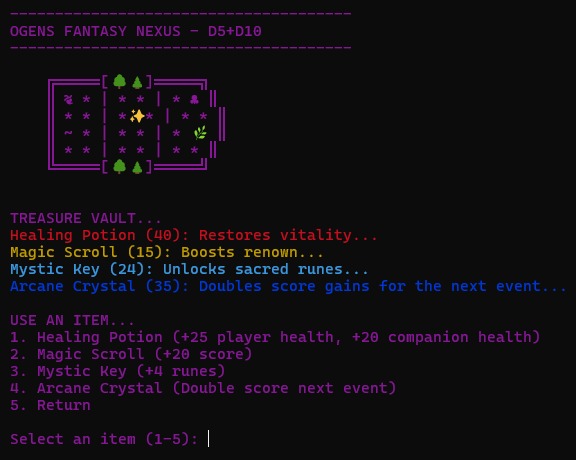 OGENS FANTASY NEXUS - D5+D10
TREASURE VAULT...
Healing Potion (40): Restores vitality...
Magic Scroll (15): Boosts renown...
Mystic Key (24): Unlocks sacred runes...
Arcane Crystal (35): Doubles score gains for the next event...
USE AN ITEM...
1. Healing Potion (+25 player health, +20 companion health)
2. Magic Scroll (+20 score)
3. Mystic Key (+4 runes)
4. Arcane Crystal (Double score next event)
5. Return
Select an item (1-5):